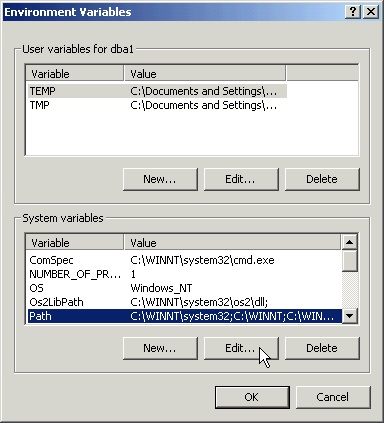 Environment Variables
User variables for dba1
Variable Value
TEMP C:\Documents and Settings\...
TMP C:\Documents and Settings\...
New... Edit... Delete
System variables
Variable Value
ComSpec C:\WINNT\system32\cmd.exe
NUMBER_OF_PR... 1
OS Windows_NT
Os2LibPath C:\WINNT\system32\os2\dll;
Path C:\WINNT\system32;C:\WINNT;C:\WIN...
New... Edit... Delete
OK Cancel